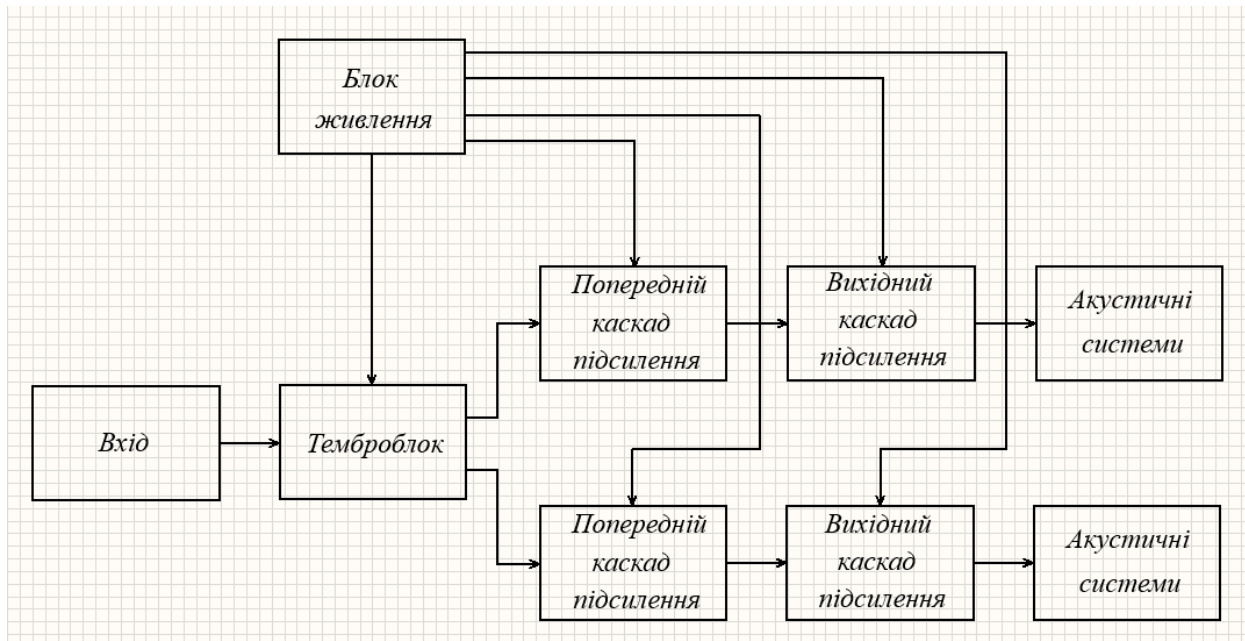 Блок
живлення
Попередній
каскад
підсилення
Вихідний
каскад
підсилення
Акустичні
системи
Вхід
Темброблок
Попередній
каскад
підсилення
Вихідний
каскад
підсилення
Акустичні
системи